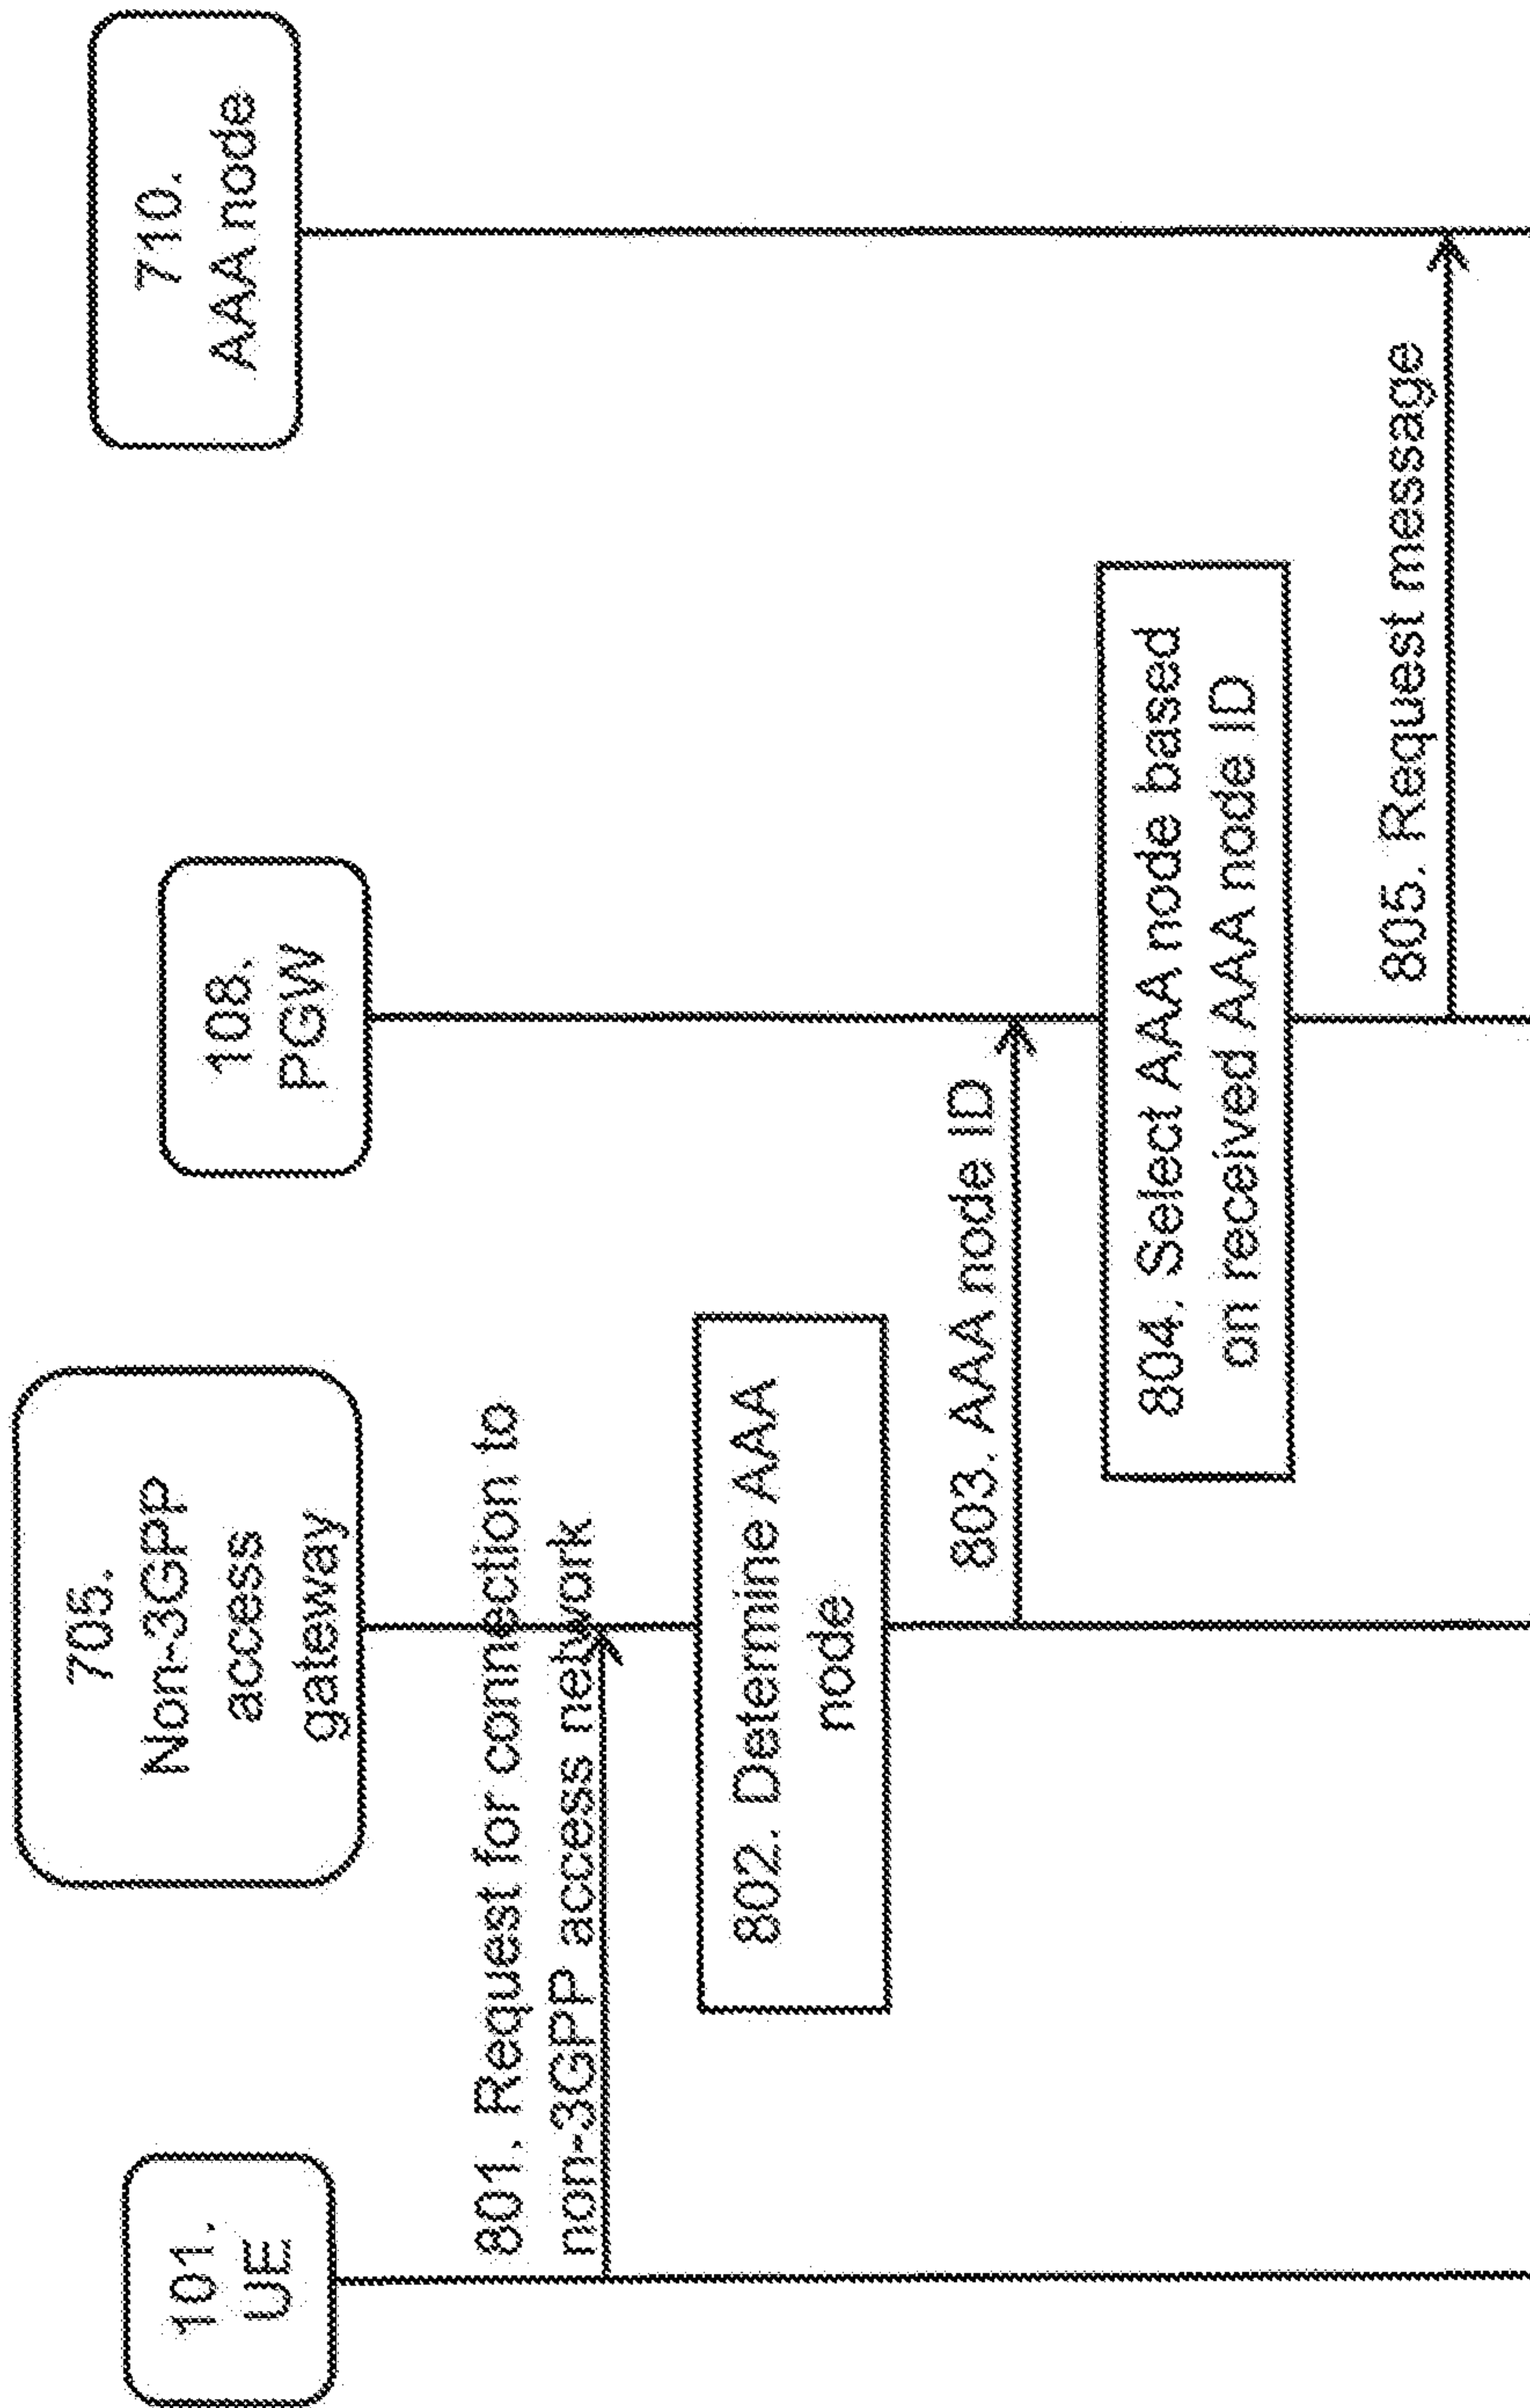 101.
UE
705.
Non-3GPP
access
gateway
108.
PGW
710.
AAA node
801. Request for connection to
non-3GPP access network
802. Determine AAA
node
803. AAA node ID
804. Select AAA node based
on received AAA node ID
805. Request message